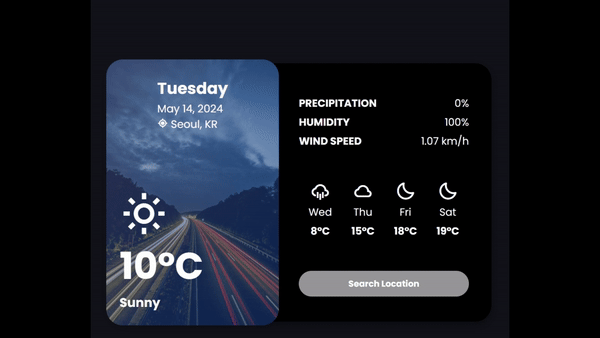 Tuesday
May 14, 2024
Seoul, KR
10°C
Sunny
PRECIPITATION 0%
HUMIDITY 100%
WIND SPEED 1.07 km/h
Wed Thu Fri Sat
8°C 15°C 18°C 19°C
Search Location